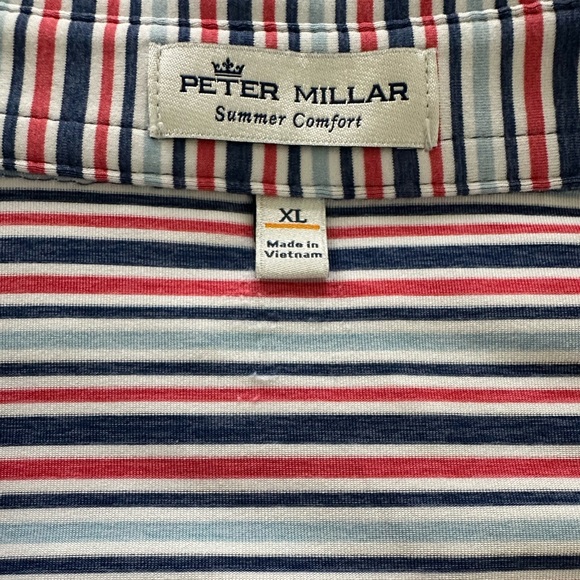 PETER MILLAR
Summer Comfort
XL
Made in
Vietnam